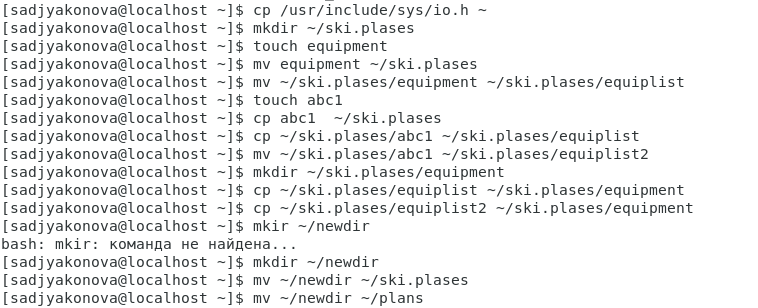 [sadjyakonova@localhost ~]$ cp /usr/include/sys/io.h ~
[sadjyakonova@localhost ~]$ mkdir ~/ski.plases
[sadjyakonova@localhost ~]$ touch equipment
[sadjyakonova@localhost ~]$ mv equipment ~/ski.plases
[sadjyakonova@localhost ~]$ mv ~/ski.plases/equipment ~/ski.plases/equiplist
[sadjyakonova@localhost ~]$ touch abc1
[sadjyakonova@localhost ~]$ cp abc1  ~/ski.plases
[sadjyakonova@localhost ~]$ cp ~/ski.plases/abc1 ~/ski.plases/equiplist
[sadjyakonova@localhost ~]$ mv ~/ski.plases/abc1 ~/ski.plases/equiplist2
[sadjyakonova@localhost ~]$ mkdir ~/ski.plases/equipment
[sadjyakonova@localhost ~]$ cp ~/ski.plases/equiplist ~/ski.plases/equipment
[sadjyakonova@localhost ~]$ cp ~/ski.plases/equiplist2 ~/ski.plases/equipment
[sadjyakonova@localhost ~]$ mkir ~/newdir
bash: mkir: команда не найдена...
[sadjyakonova@localhost ~]$ mkdir ~/newdir
[sadjyakonova@localhost ~]$ mv ~/newdir ~/ski.plases
[sadjyakonova@localhost ~]$ mv ~/newdir ~/plans